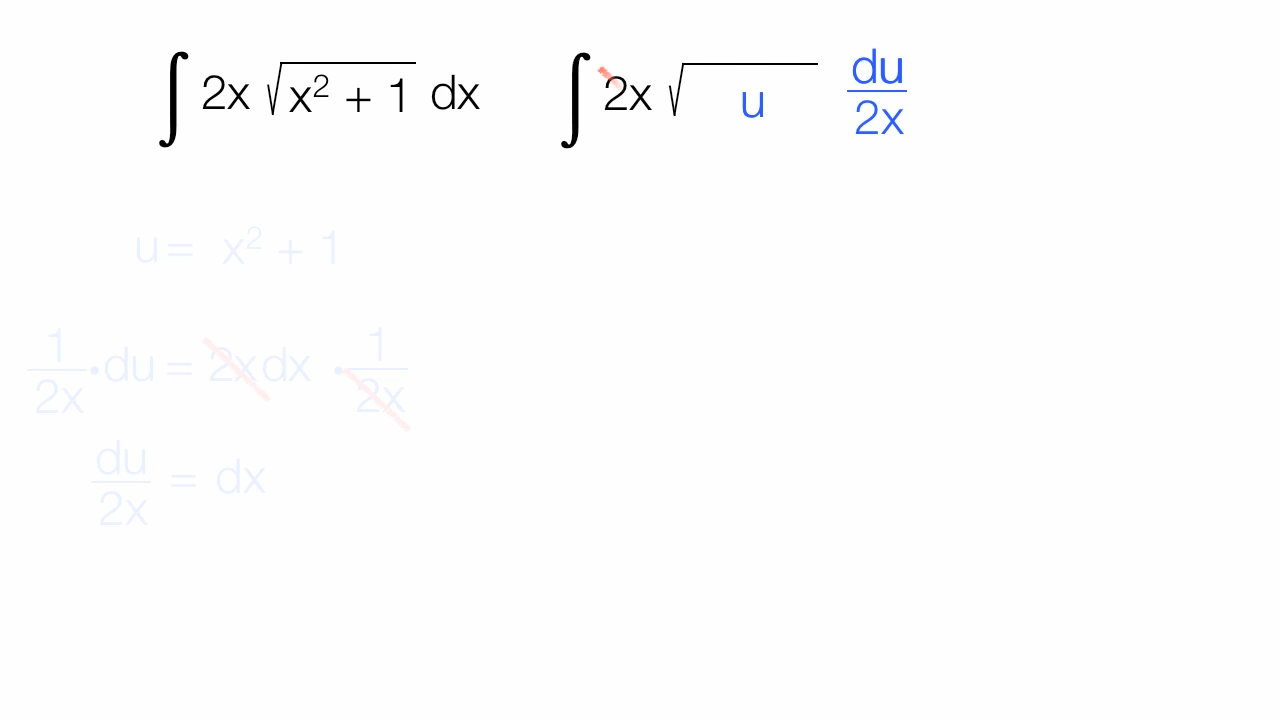 ∫ 2x √(x² + 1) dx ∫ 2x √u du/2x
u = x² + 1
1/2x • du = 2x dx • 1/2x
du/2x = dx